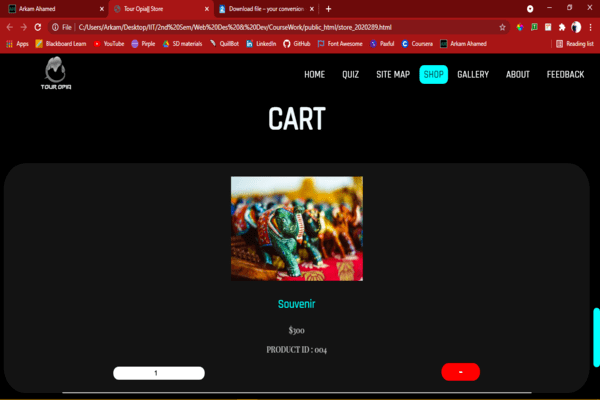 Arkam Ahamed
Tour Opia|| Store
Download file – your conversion
File | C:/Users/Arkam/Desktop/IIT/2nd%20Sem/Web%20Des%20&%20Dev/CourseWork/public_html/store_2020289.html
Apps Blackboard Learn YouTube Pirple SD materials QuillBot LinkedIn GitHub Font Awesome Paxful Coursera Arkam Ahamed Reading list
TOUR OPIA
HOME QUIZ SITE MAP SHOP GALLERY ABOUT FEEDBACK
CART
Souvenir
$300
PRODUCT ID : 004
1 -